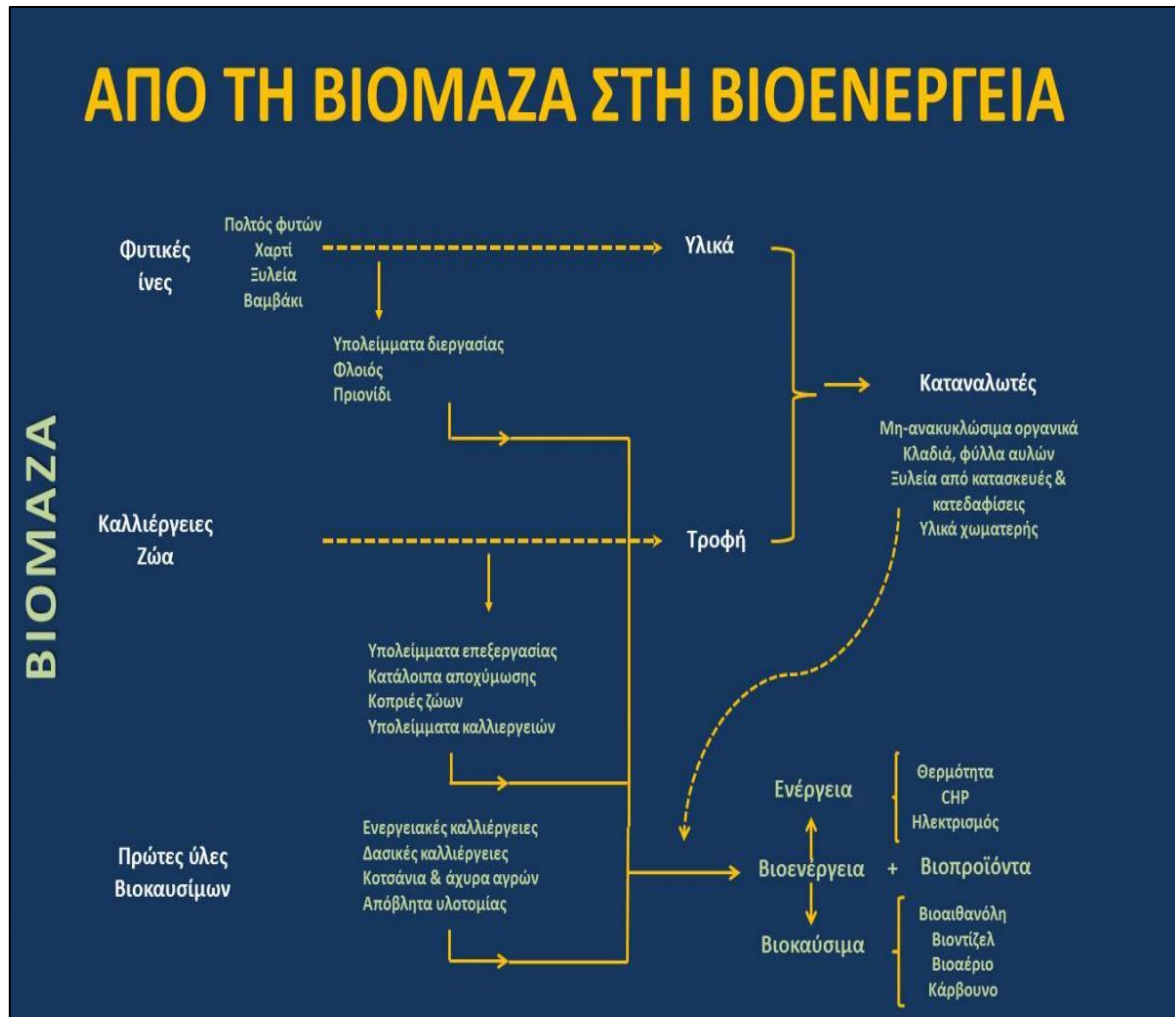 ΑΠΟ ΤΗ ΒΙΟΜΑΖΑ ΣΤΗ ΒΙΟΕΝΕΡΓΕΙΑ
ΒΙΟΜΑΖΑ
Φυτικές
ίνες
Πολτός φυτών
Χαρτί
Ξυλεία
Βαμβάκι
Υλικά
Υπολείμματα διεργασίας
Φλοιός
Πριονίδι
Καταναλωτές
Μη-ανακυκλώσιμα οργανικά
Κλαδιά, φύλλα αυλών
Ξυλεία από κατασκευές &
κατεδαφίσεις
Υλικά χωματερής
Καλλιέργειες
Ζώα
Τροφή
Υπολείμματα επεξεργασίας
Κατάλοιπα αποχύμωσης
Κοπριές ζώων
Υπολείμματα καλλιεργειών
Πρώτες ύλες
Βιοκαυσίμων
Ενεργειακές καλλιέργειες
Δασικές καλλιέργειες
Κοτσάνια & άχυρα αγρών
Απόβλητα υλοτομίας
Ενέργεια
Θερμότητα
CHP
Ηλεκτρισμός
Βιοενέργεια + Βιοπροϊόντα
Βιοκαύσιμα
Βιοαιθανόλη
Βιοντίζελ
Βιοαέριο
Κάρβουνο